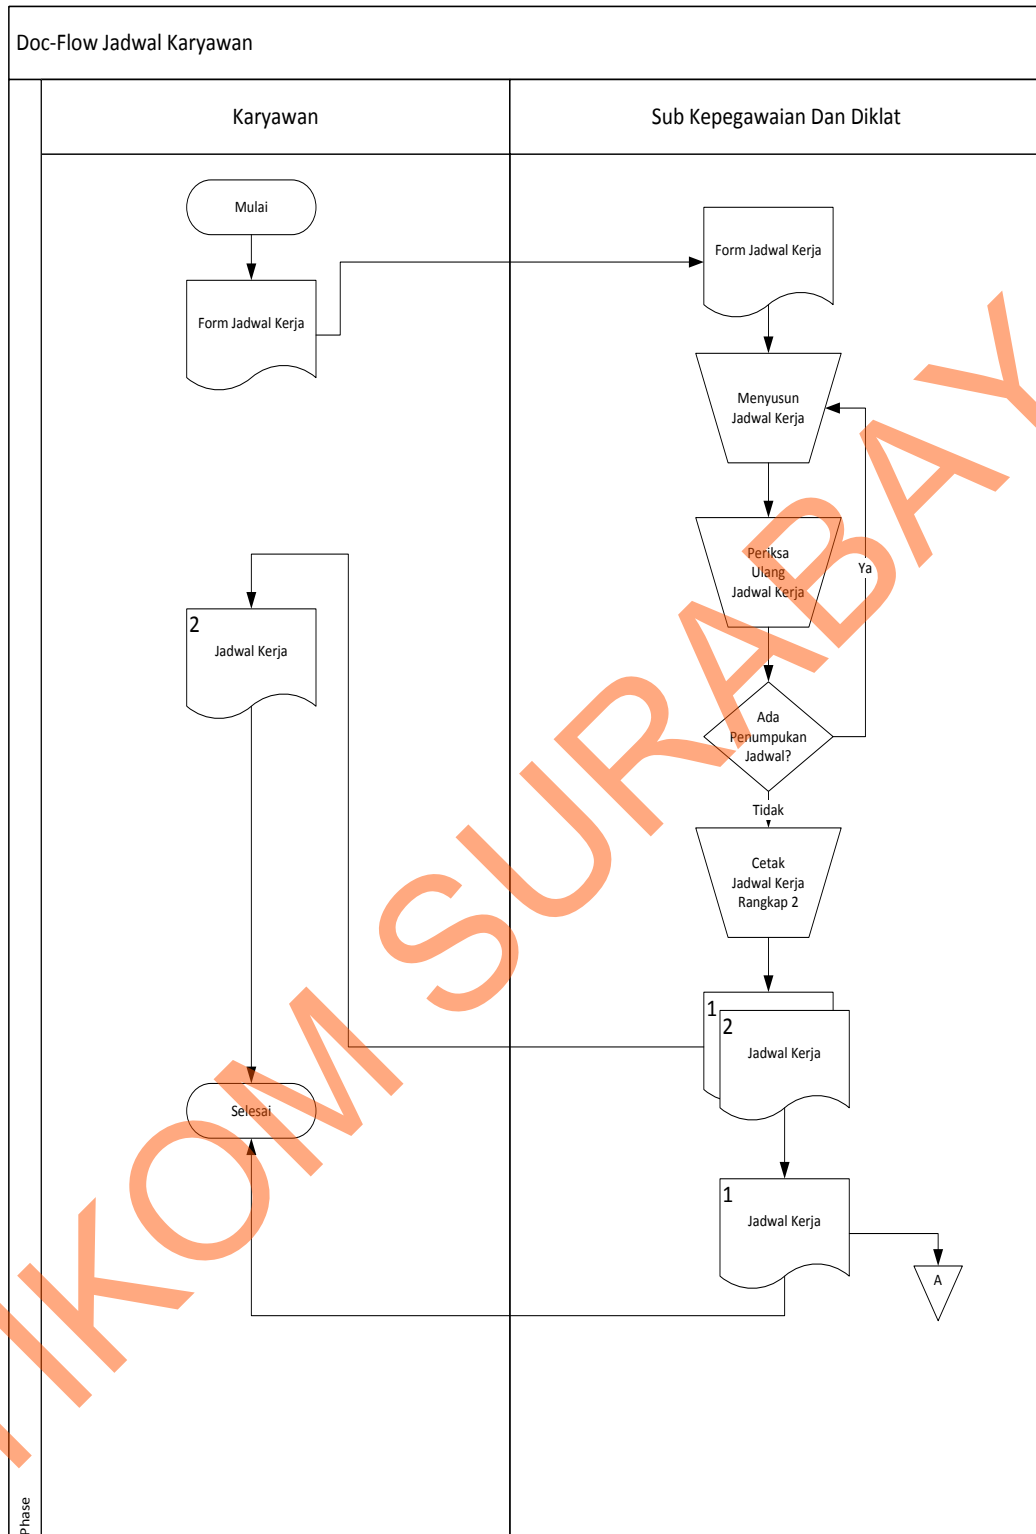 Doc-Flow Jadwal Karyawan
Karyawan
Sub Kepegawaian Dan Diklat
Mulai
Form Jadwal Kerja
Form Jadwal Kerja
Menyusun
Jadwal Kerja
Periksa
Ulang
Jadwal Kerja
Ya
2
Jadwal Kerja
Ada
Penumpukan
Jadwal?
Tidak
Cetak
Jadwal Kerja
Rangkap 2
1
2
Jadwal Kerja
Selesai
1
Jadwal Kerja
A
Phase
IKOM SURABAY